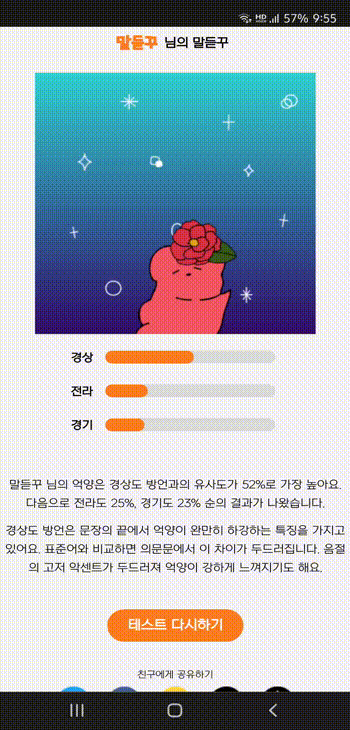 57% 9:55
말듣꾸 님의 말듣꾸
경상
전라
경기
말듣꾸 님의 억양은 경상도 방언과의 유사도가 52%로 가장 높아요.
다음으로 전라도 25%, 경기도 23% 순의 결과가 나왔습니다.
경상도 방언은 문장의 끝에서 억양이 완만히 하강하는 특징을 가지고
있어요. 표준어와 비교하면 의문문에서 이 차이가 두드러집니다. 음절
의 고저 악센트가 두드러져 억양이 강하게 느껴지기도 해요.
테스트 다시하기
친구에게 공유하기